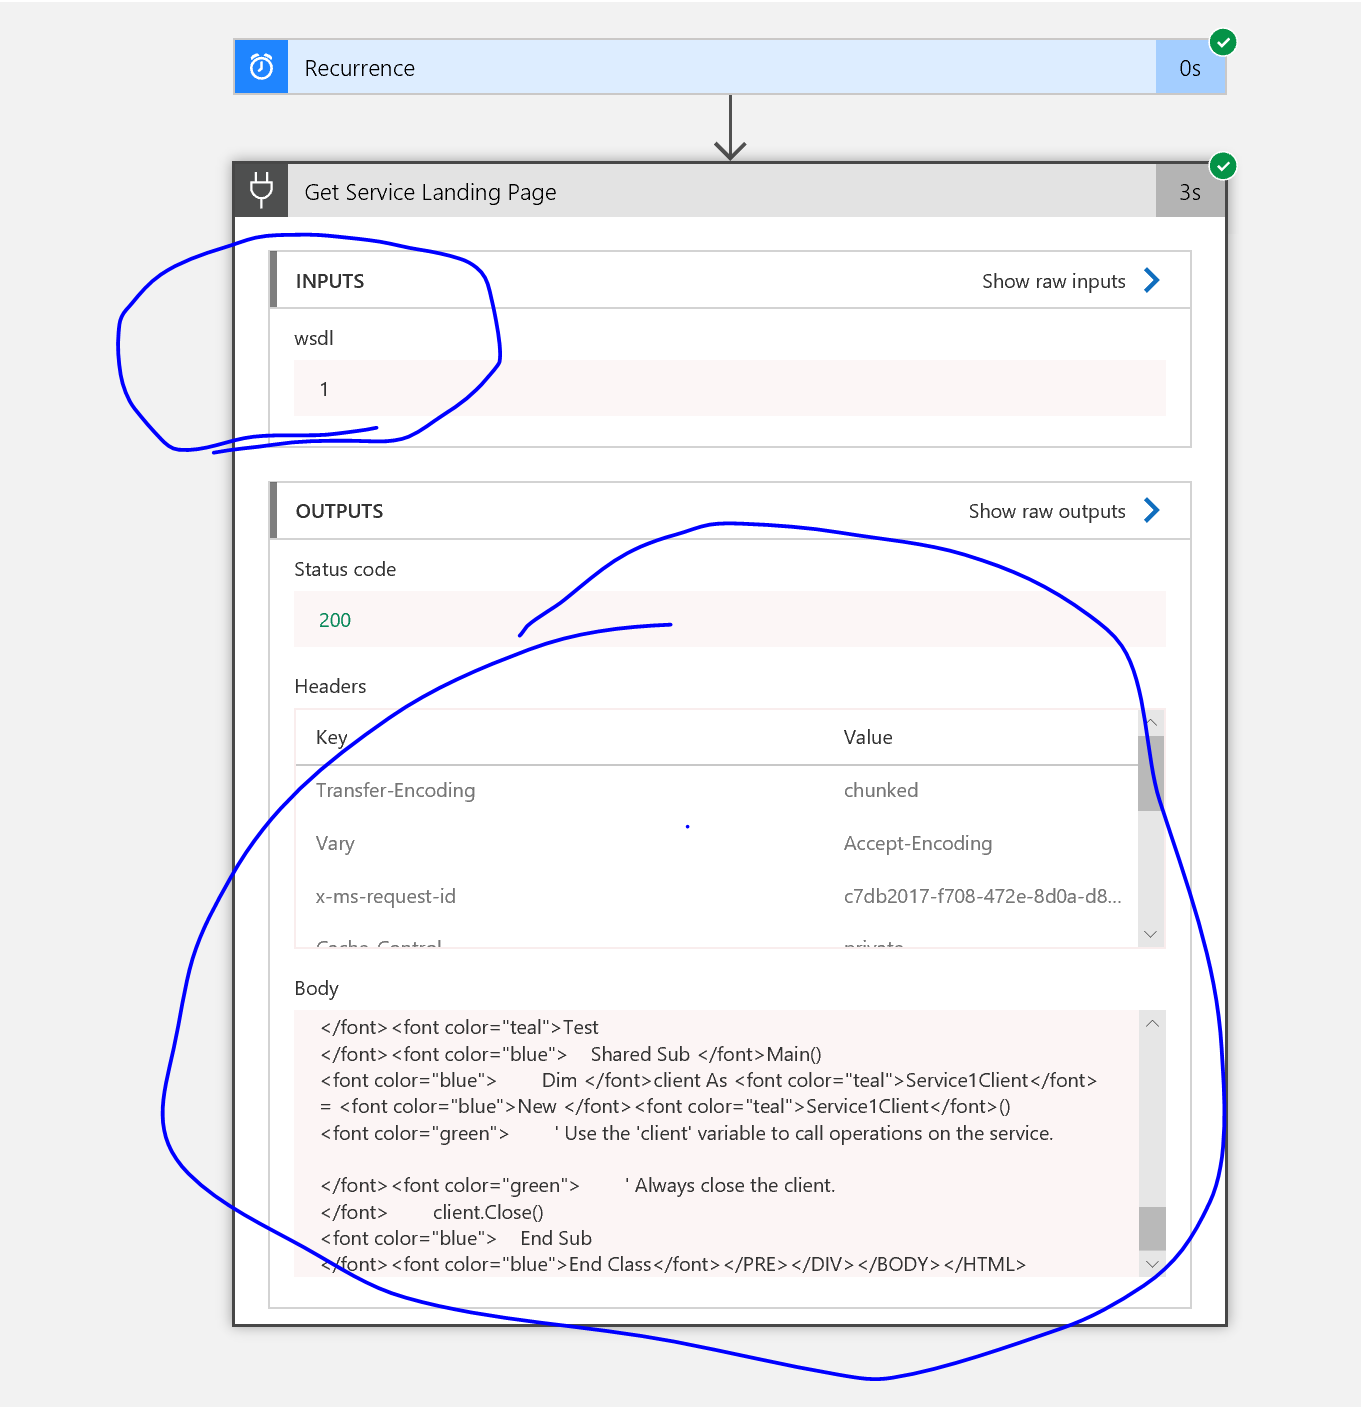 Recurrence
0s
Get Service Landing Page
3s
INPUTS
Show raw inputs
wsdl
1
OUTPUTS
Show raw outputs
Status code
200
Headers
Key Value
Transfer-Encoding chunked
Vary Accept-Encoding
x-ms-request-id c7db2017-f708-472e-8d0a-d8...
Cache-Control private
Body
</font><font color="teal">Test
</font><font color="blue">    Shared Sub </font>Main()
<font color="blue">        Dim </font>client As <font color="teal">Service1Client</font>
= <font color="blue">New </font><font color="teal">Service1Client</font>()
<font color="green">        ' Use the 'client' variable to call operations on the service.
</font><font color="green">        ' Always close the client.
</font>        client.Close()
<font color="blue">    End Sub
</font><font color="blue">End Class</font></PRE></DIV></BODY></HTML>